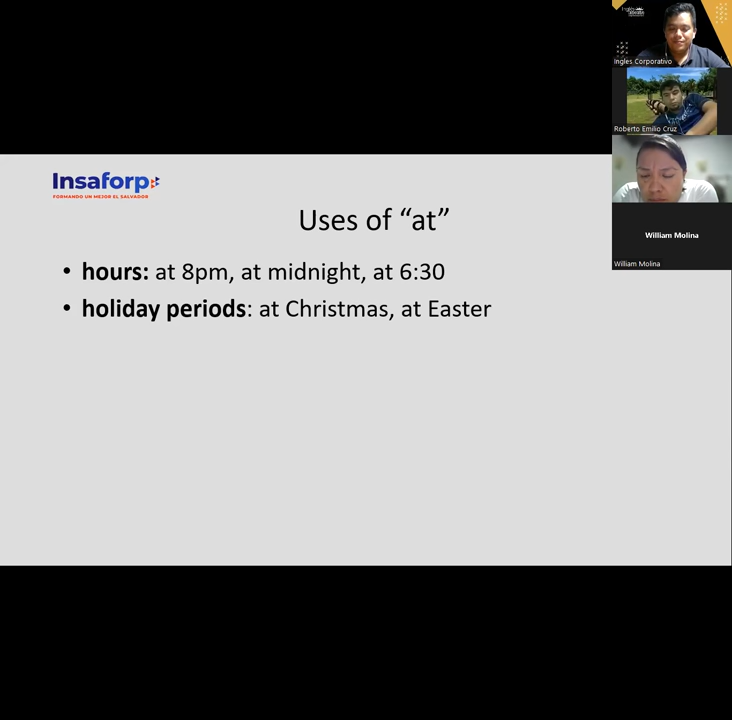 Insaforp
FORMANDO UN MEJOR EL SALVADOR
Uses of “at”
• hours: at 8pm, at midnight, at 6:30
• holiday periods: at Christmas, at Easter
Ingles Corporativo
Roberto Emilio Cruz
William Molina
William Molina